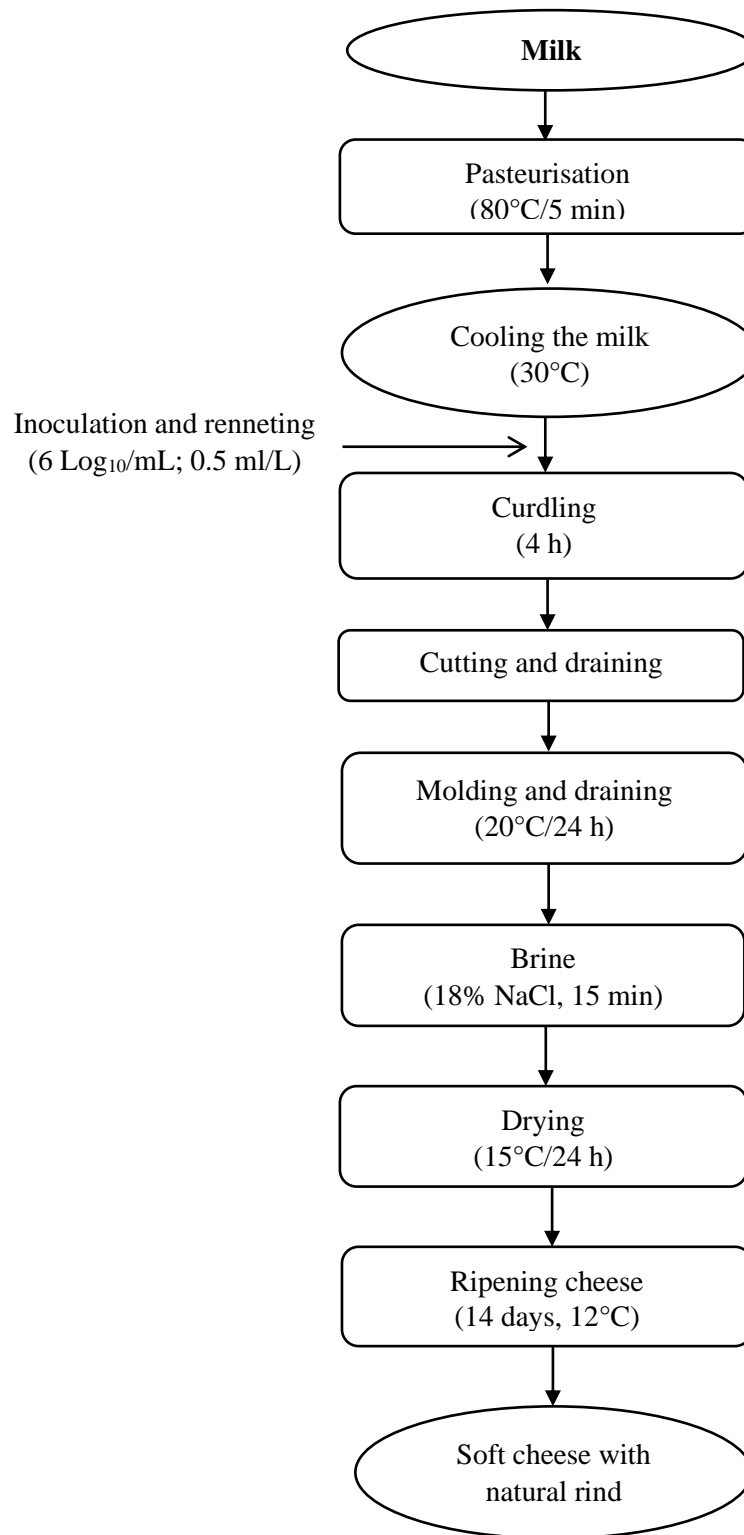 Milk
Pasteurisation
(80°C/5 min)
Cooling the milk
(30°C)
Inoculation and renneting
(6 Log₁₀/mL; 0.5 ml/L)
Curdling
(4 h)
Cutting and draining
Molding and draining
(20°C/24 h)
Brine
(18% NaCl, 15 min)
Drying
(15°C/24 h)
Ripening cheese
(14 days, 12°C)
Soft cheese with
natural rind